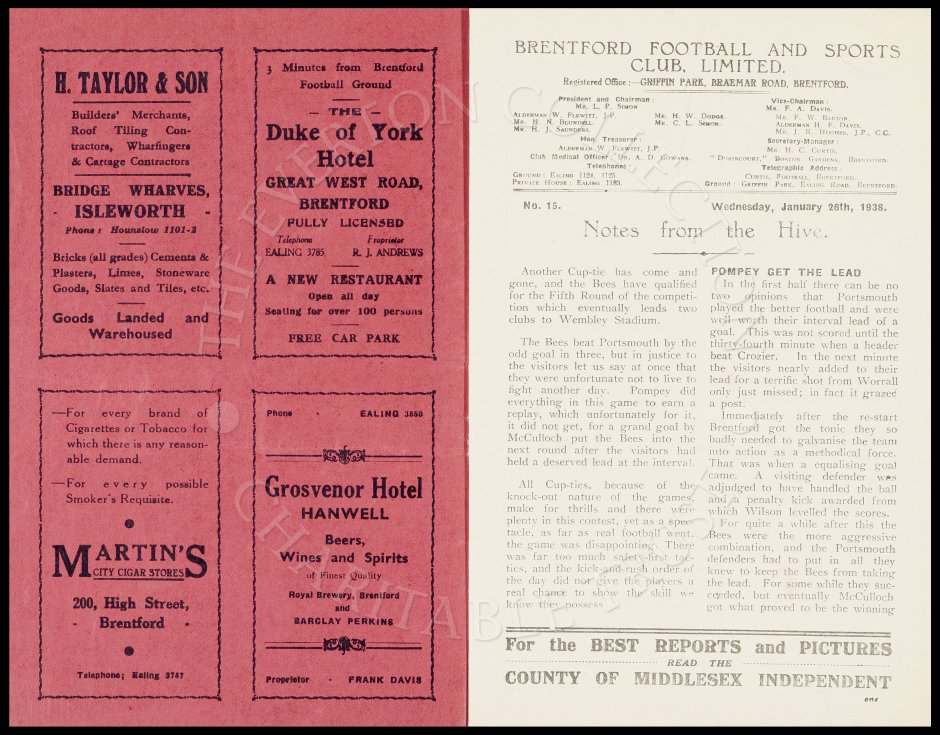 H. TAYLOR & SON
Builders' Merchants,
Roof Tiling Con-
tractors, Wharfingers
& Cartage Contractors
BRIDGE WHARVES,
- ISLEWORTH -
Phone: Hounslow 1101-2
Bricks (all grades) Cements &
Plasters, Limes, Stoneware
Goods, Slates and Tiles, etc.
Goods Landed and
Warehoused
3 Minutes from Brentford
Football Ground
— THE —
Duke of York
Hotel
GREAT WEST ROAD,
BRENTFORD
FULLY LICENSED
Telephone Proprietor
EALING 3785 R. J. ANDREWS
A NEW RESTAURANT
Open all day
Seating for over 100 persons
FREE CAR PARK
—For every brand of
Cigarettes or Tobacco for
which there is any reason-
able demand.
—For every possible
Smoker's Requisite.
MARTIN'S
CITY CIGAR STORES
200, High Street,
- Brentford -
Telephone; Ealing 3747
Phone - EALING 3850
Grosvenor Hotel
HANWELL
Beers,
Wines and Spirits
of Finest Quality
Royal Brewery, Brentford
and
BARCLAY PERKINS
Proprietor - FRANK DAVIS
BRENTFORD FOOTBALL AND SPORTS
CLUB, LIMITED.
Registered Office:—GRIFFIN PARK, BRAEMAR ROAD, BRENTFORD.
President and Chairman:
MR. L. P. SIMON
ALDERMAN W. FLEWITT, J.P. MR. H. W. DODGE.
MR. H. N. BLUNDELL. MR. C. L. SIMON.
MR. H. J. SAUNDERS.
Vice-Chairman:
MR. F. A. DAVIS.
MR. F. W. BARTON.
ALDERMAN H. F. DAVIS.
MR. J. R. HUGHES, J.P., C.C.
Hon. Treasurer:
ALDERMAN W. FLEWITT, J.P.
Club Medical Officer: DR. A. D. GOWANS.
Telephones:
GROUND: EALING 1124, 1125
PRIVATE HOUSE: EALING 1183.
Secretary-Manager:
MR. H. C. CURTIS,
"DONINCOURT," BOSTON GARDENS, BRENTFORD.
Telegraphic Address:
CURTIS, FOOTBALL, BRENTFORD.
Ground: GRIFFIN PARK, EALING ROAD, BRENTFORD.
No. 15. Wednesday, January 26th, 1938.
Notes from the Hive.
Another Cup-tie has come and
gone, and the Bees have qualified
for the Fifth Round of the competi-
tion which eventually leads two
clubs to Wembley Stadium.
The Bees beat Portsmouth by the
odd goal in three, but in justice to
the visitors let us say at once that
they were unfortunate not to live to
fight another day. Pompey did
everything in this game to earn a
replay, which unfortunately for it,
it did not get, for a grand goal by
McCulloch put the Bees into the
next round after the visitors had
held a deserved lead at the interval.
All Cup-ties, because of the
knock-out nature of the games,
make for thrills and there were
plenty in this contest, yet as a spec-
tacle, as far as real football went,
the game was disappointing. There
was far too much safety-first tac-
tics, and the kick-and-rush order of
the day did not give the players a
real chance to show the skill we
know they possess
POMPEY GET THE LEAD
In the first half there can be no
two opinions that Portsmouth
played the better football and were
well worth their interval lead of a
goal. This was not scored until the
thirty-fourth minute when a header
beat Crozier. In the next minute
the visitors nearly added to their
lead for a terrific shot from Worrall
only just missed; in fact it grazed
a post.
Immediately after the re-start
Brentford got the tonic they so
badly needed to galvanise the team
into action as a methodical force.
That was when a equalising goal
came. A visiting defender was
adjudged to have handled the ball
and a penalty kick awarded from
which Wilson levelled the scores.
For quite a while after this the
Bees were the more aggressive
combination, and the Portsmouth
defenders had to put in all they
knew to keep the Bees from taking
the lead. For some while they suc-
ceeded, but eventually McCulloch
got what proved to be the winning
For the BEST REPORTS and PICTURES
READ THE
COUNTY OF MIDDLESEX INDEPENDENT
one
THE EVERTON COLLECTION
CHARITABLE TRUST